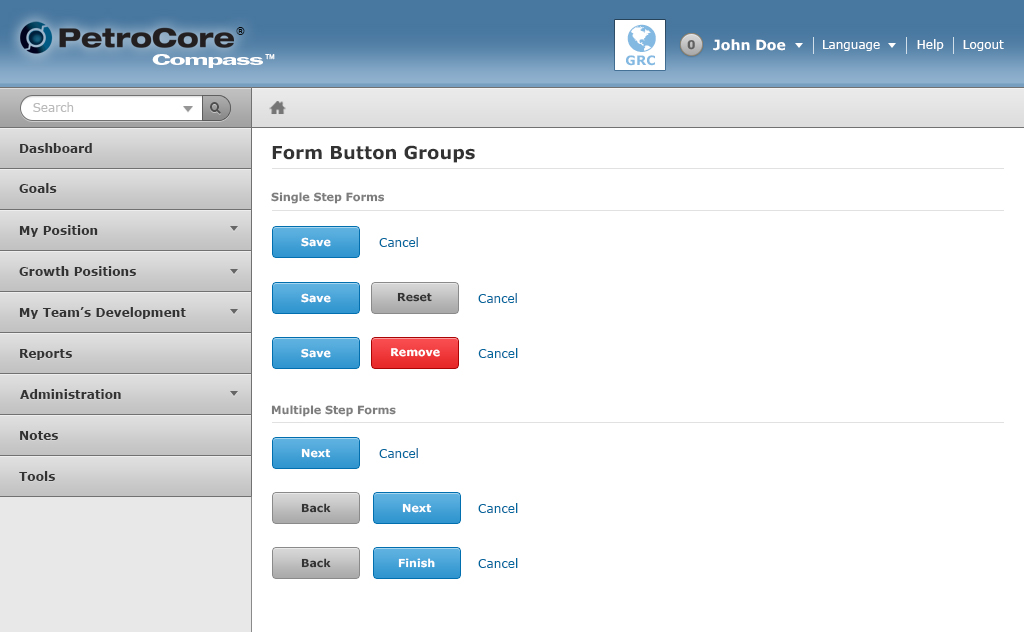 PetroCore®
Compass™
GRC
0 John Doe Language Help Logout
Search
Dashboard
Goals
My Position
Growth Positions
My Team’s Development
Reports
Administration
Notes
Tools
Form Button Groups
Single Step Forms
Save Cancel
Save Reset Cancel
Save Remove Cancel
Multiple Step Forms
Next Cancel
Back Next Cancel
Back Finish Cancel